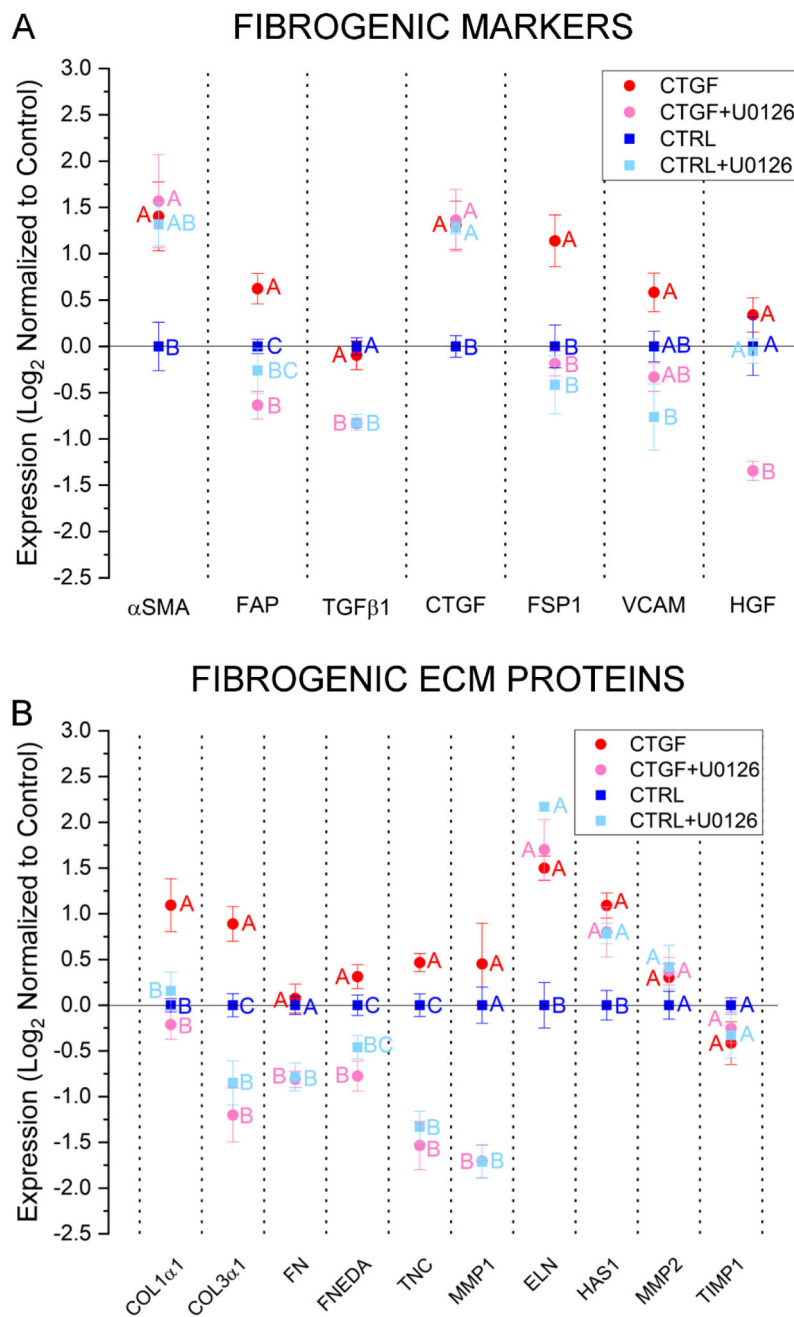 A FIBROGENIC MARKERS
Expression (Log2 Normalized to Control)
3.0
2.5
2.0
1.5
1.0
0.5
0.0
-0.5
-1.0
-1.5
-2.0
-2.5
CTGF
CTGF+U0126
CTRL
CTRL+U0126
A A AB B
A C BC B
A A B B
A A A B
A B B B
A AB AB B
A A A B
αSMA FAP TGFβ1 CTGF FSP1 VCAM HGF
FIBROGENIC ECM PROTEINS
B
Expression (Log2 Normalized to Control)
3.0
2.5
2.0
1.5
1.0
0.5
0.0
-0.5
-1.0
-1.5
-2.0
-2.5
CTGF
CTGF+U0126
CTRL
CTRL+U0126
A B B B
A C B B
A A B B
A C BC B
A C B B
A A B B
A A A B
A A A B
A A A A
A A A A
COL1α1 COL3α1 FN FNEDA TNC MMP1 ELN HAS1 MMP2 TIMP1